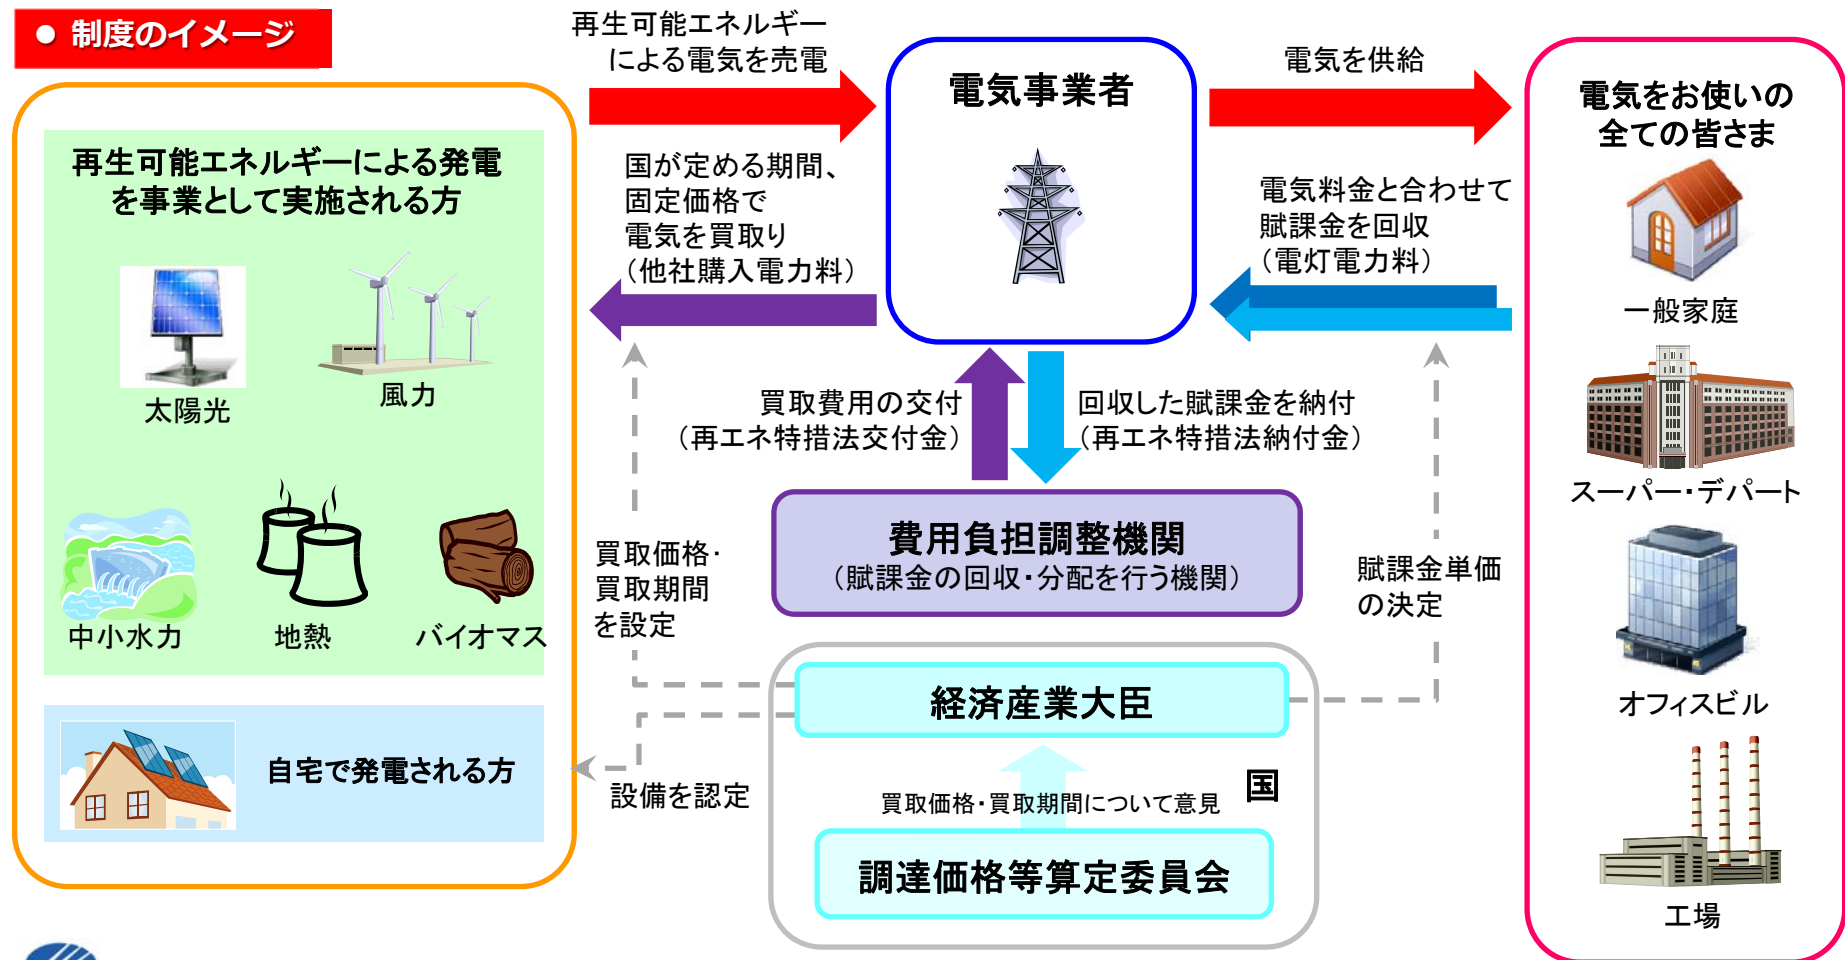 ● 制度のイメージ
再生可能エネルギーによる発電
を事業として実施される方
太陽光
風力
中小水力
地熱
バイオマス
自宅で発電される方
再生可能エネルギー
による電気を売電
国が定める期間、
固定価格で
電気を買取り
（他社購入電力料）
電気事業者
電気を供給
電気料金と合わせて
賦課金を回収
（電灯電力料）
買取費用の交付
（再エネ特措法交付金）
回収した賦課金を納付
（再エネ特措法納付金）
費用負担調整機関
（賦課金の回収・分配を行う機関）
買取価格・
買取期間
を設定
賦課金単価
の決定
設備を認定
経済産業大臣
買取価格・買取期間について意見
国
調達価格等算定委員会
電気をお使いの
全ての皆さま
一般家庭
スーパー・デパート
オフィスビル
工場